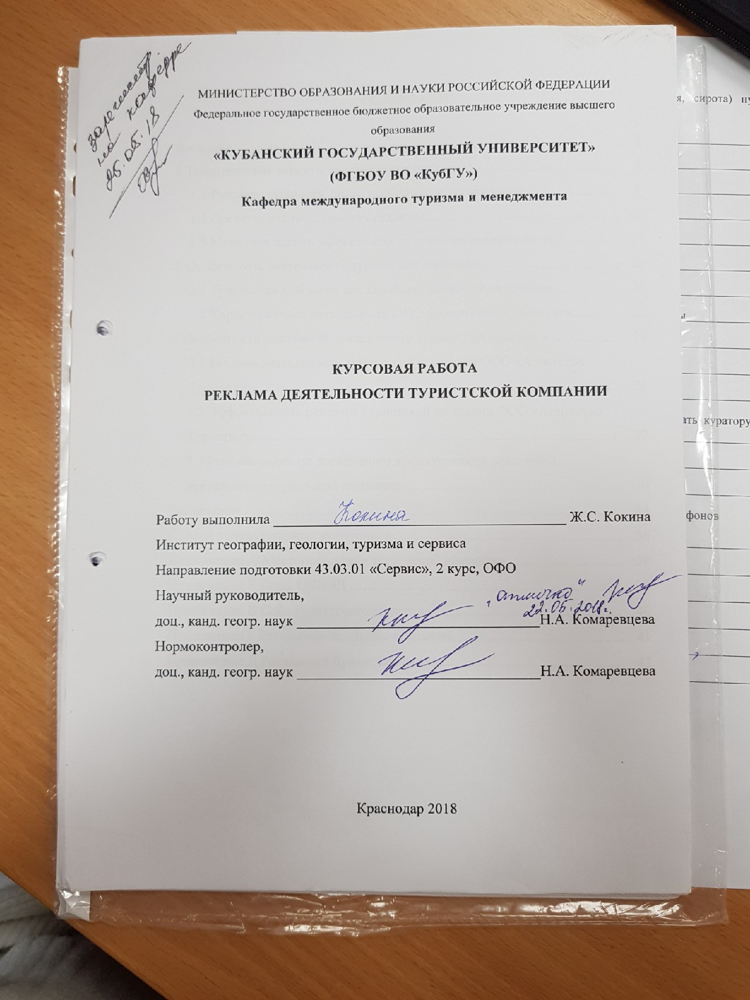 зарегистр.
на кафедре
25.05.18
МИНИСТЕРСТВО ОБРАЗОВАНИЯ И НАУКИ РОССИЙСКОЙ ФЕДЕРАЦИИ
Федеральное государственное бюджетное образовательное учреждение высшего
образования
«КУБАНСКИЙ ГОСУДАРСТВЕННЫЙ УНИВЕРСИТЕТ»
(ФГБОУ ВО «КубГУ»)
Кафедра международного туризма и менеджмента
КУРСОВАЯ РАБОТА
РЕКЛАМА ДЕЯТЕЛЬНОСТИ ТУРИСТСКОЙ КОМПАНИИ
Работу выполнила Кокина Ж.С. Кокина
Институт географии, геологии, туризма и сервиса
Направление подготовки 43.03.01 «Сервис», 2 курс, ОФО
Научный руководитель, „отлично“
22.05.2018г.
доц., канд. геогр. наук Н.А. Комаревцева
Нормоконтролер,
доц., канд. геогр. наук Н.А. Комаревцева
Краснодар 2018
я, сирота) ну
ать куратору
фонов